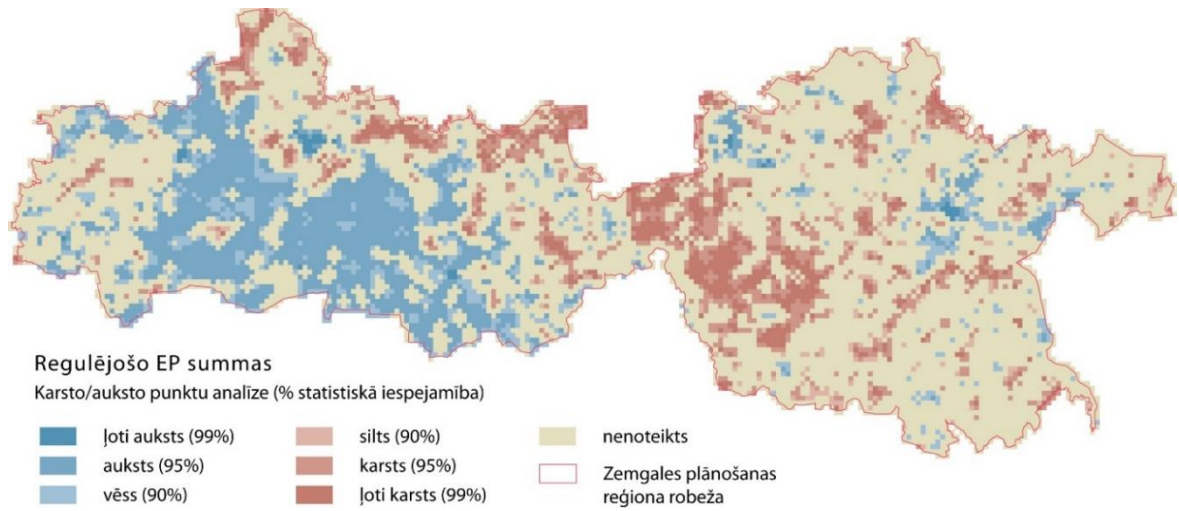 Regulējošo EP summas
Karsto/auksto punktu analīze (% statistiskā iespejamība)
ļoti auksts (99%)
auksts (95%)
vēss (90%)
silts (90%)
karsts (95%)
ļoti karsts (99%)
nenoteikts
Zemgales plānošanas
reģiona robeža